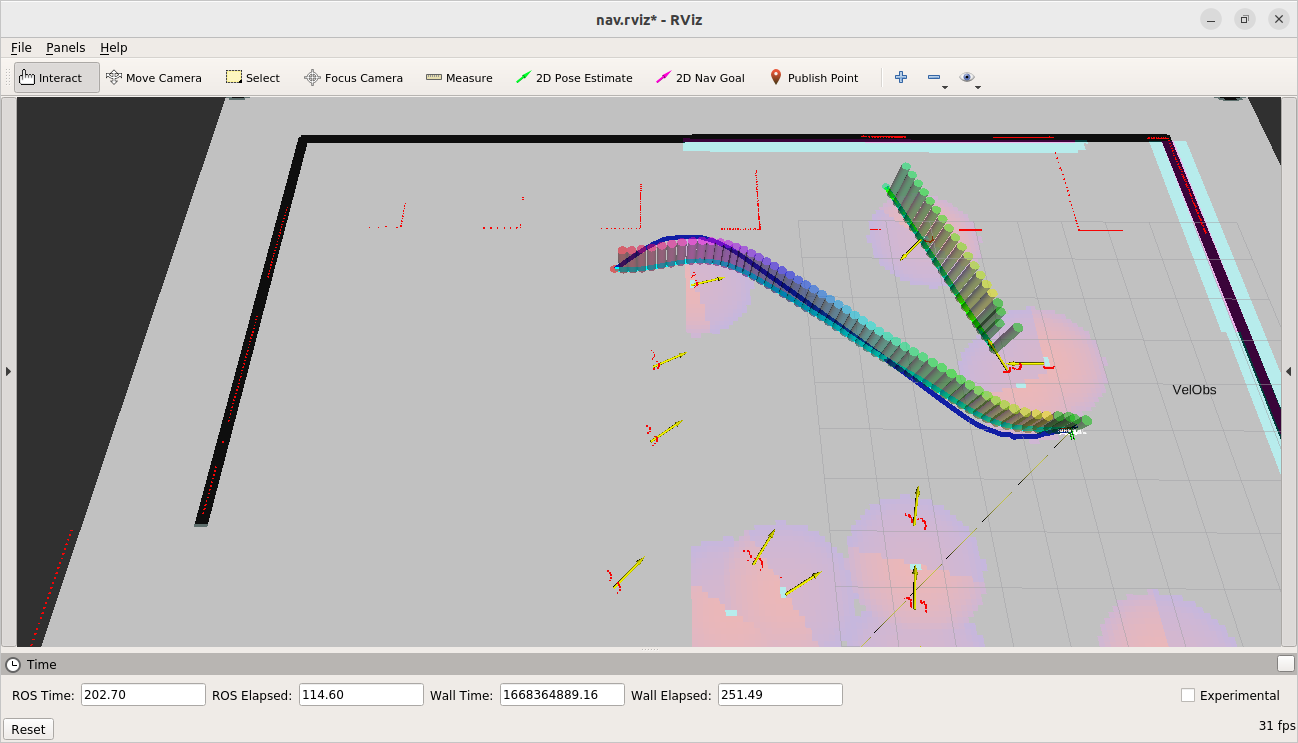 nav.rviz* - RViz
File Panels Help
Interact Move Camera Select Focus Camera Measure 2D Pose Estimate 2D Nav Goal Publish Point
VelObs
Time
ROS Time: 202.70 ROS Elapsed: 114.60 Wall Time: 1668364889.16 Wall Elapsed: 251.49 Experimental
Reset 31 fps